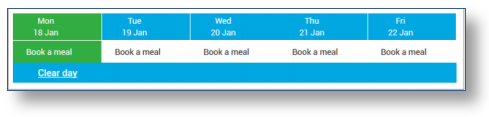 Mon Tue Wed Thu Fri
18 Jan 19 Jan 20 Jan 21 Jan 22 Jan
Book a meal Book a meal Book a meal Book a meal Book a meal
Clear day